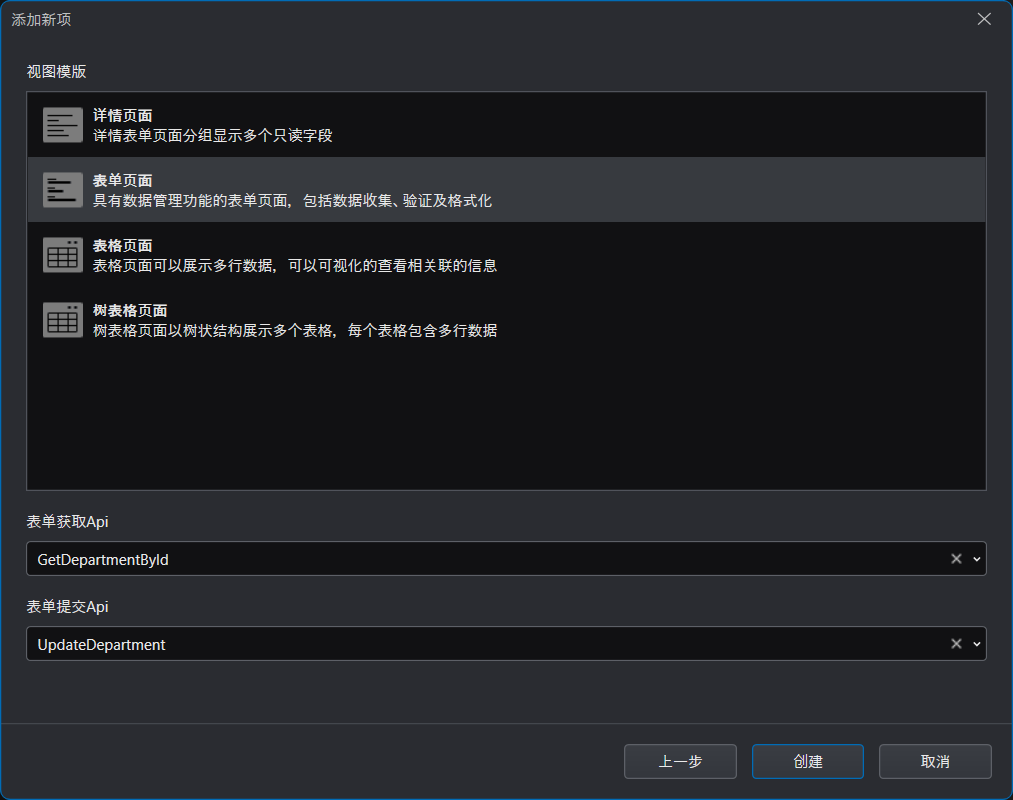 添加新项
视图模版
详情页面
详情表单页面分组显示多个只读字段
表单页面
具有数据管理功能的表单页面，包括数据收集、验证及格式化
表格页面
表格页面可以展示多行数据，可以可视化的查看相关联的信息
树表格页面
树表格页面以树状结构展示多个表格，每个表格包含多行数据
表单获取Api
GetDepartmentById
表单提交Api
UpdateDepartment
上一步
创建
取消